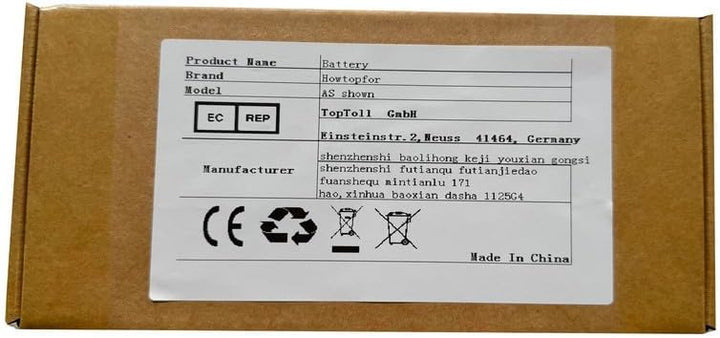 Product Name Battery
Brand Howtopfor
Model AS shown
EC REP TopToll GmbH
Einsteinstr.2,Neuss 41464, Germany
Manufacturer
shenzhenshi baolihong keji youxian gongsi
shenzhenshi futianqu futianjiedao
fuanshequ mintianlu 171
hao,xinhua baoxian dasha 1125G4
CE
Made In China